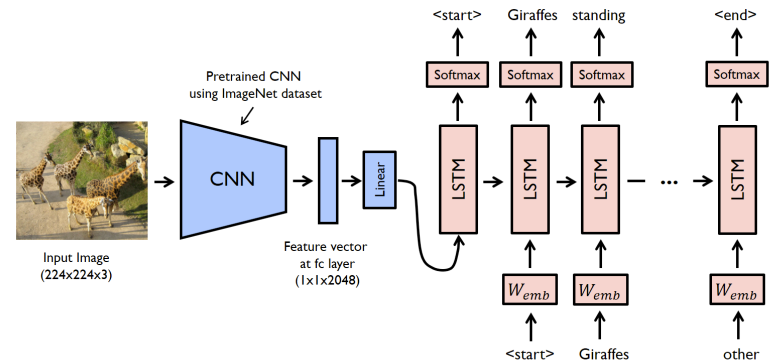 <start> Giraffes standing <end>
Softmax Softmax Softmax Softmax
Pretrained CNN
using ImageNet dataset
CNN
Linear
LSTM LSTM LSTM ... LSTM
Input Image
(224x224x3)
Feature vector
at fc layer
(1x1x2048)
W_emb W_emb W_emb
<start> Giraffes other